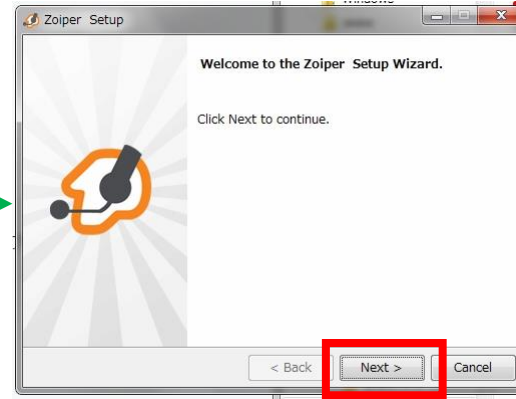 Zoiper Setup
Welcome to the Zoiper Setup Wizard.
Click Next to continue.
< Back
Next >
Cancel